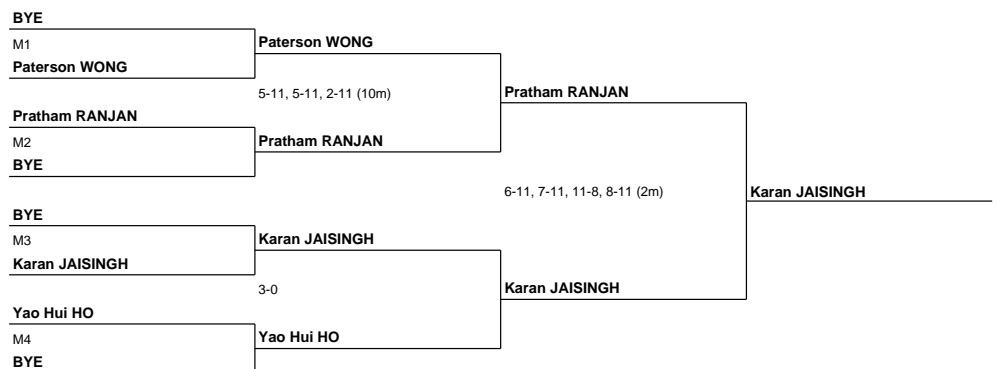 BYE
M1
Paterson WONG
Paterson WONG
5-11, 5-11, 2-11 (10m)
Pratham RANJAN
Pratham RANJAN
M2
BYE
Pratham RANJAN
6-11, 7-11, 11-8, 8-11 (2m)
Karan JAISINGH
BYE
M3
Karan JAISINGH
Karan JAISINGH
3-0
Karan JAISINGH
Yao Hui HO
M4
BYE
Yao Hui HO